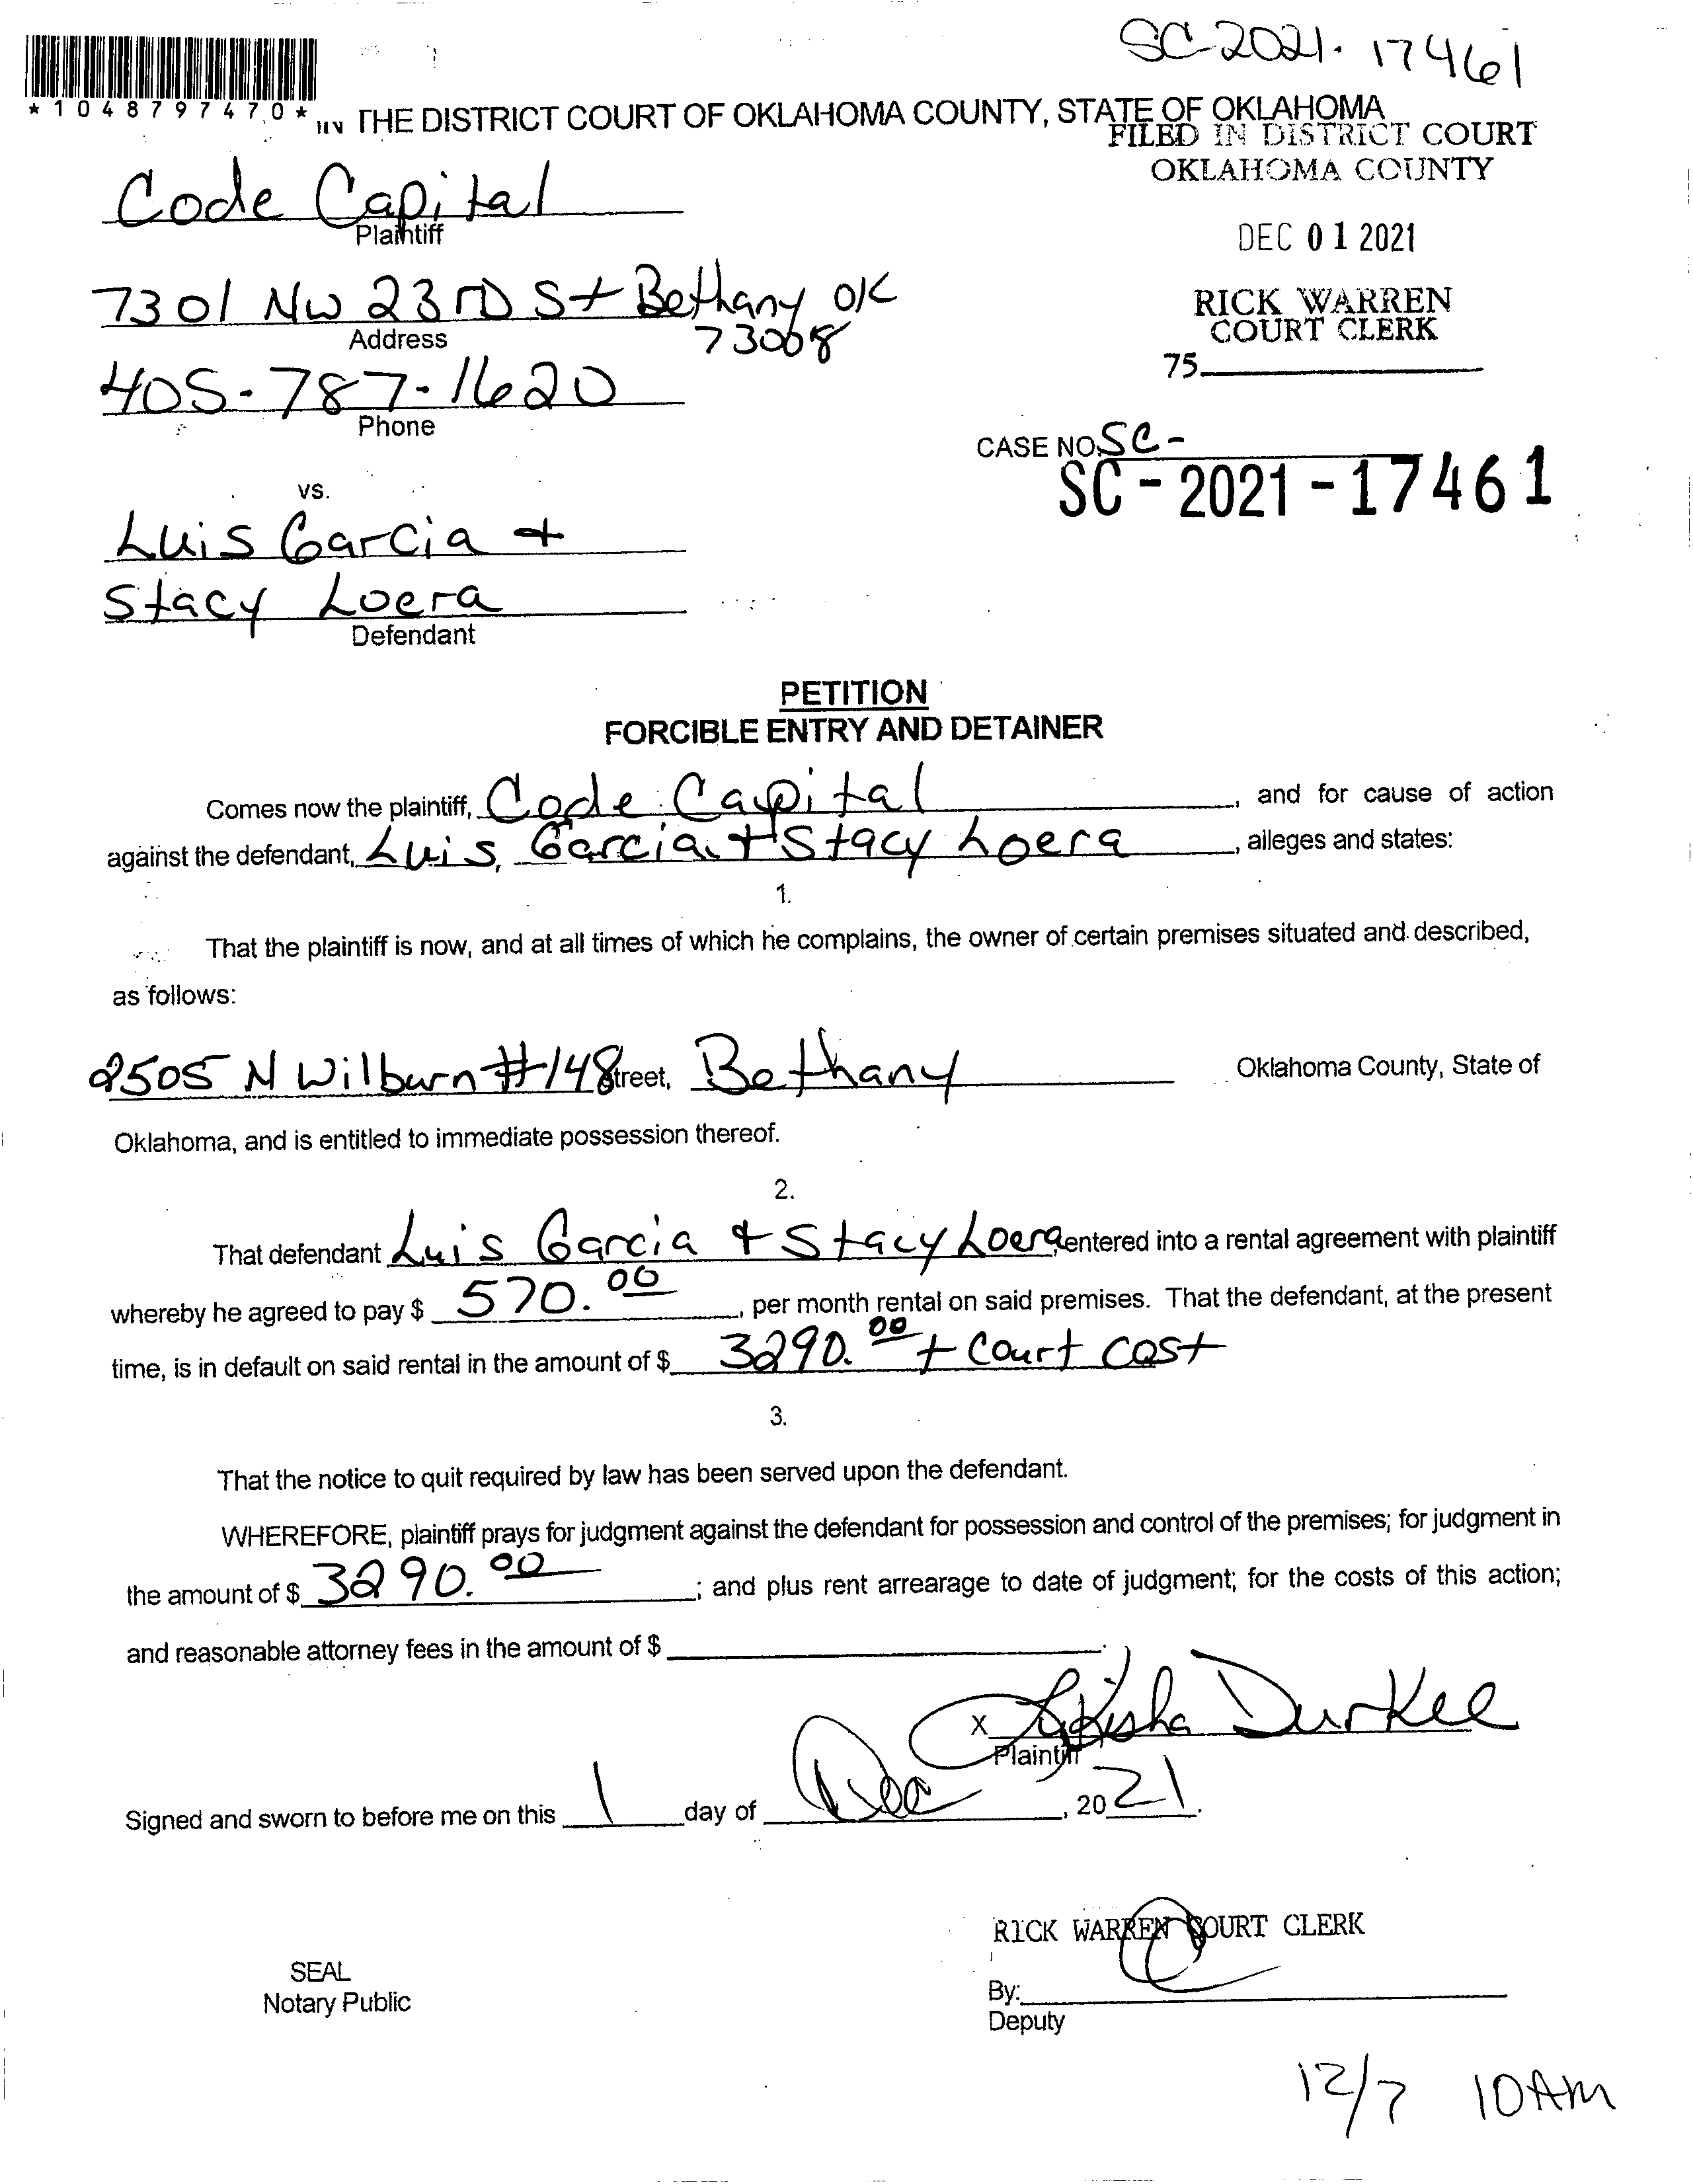 SC-2021-17461
*1048797470*
IN THE DISTRICT COURT OF OKLAHOMA COUNTY, STATE OF OKLAHOMA
FILED IN DISTRICT COURT
OKLAHOMA COUNTY
Code Capital
Plaintiff
DEC 01 2021
7301 NW 23RD St Bethany OK
73008
Address
RICK WARREN
COURT CLERK
75
405-787-1620
Phone
CASE NO. SC-
SC-2021-17461
vs.
Luis Garcia +
Stacy Loera
Defendant
PETITION
FORCIBLE ENTRY AND DETAINER
Comes now the plaintiff, Code Capital, and for cause of action
against the defendant, Luis Garcia + Stacy Loera, alleges and states:
1.
That the plaintiff is now, and at all times of which he complains, the owner of certain premises situated and described,
as follows:
2505 N Wilburn #148 Street, Bethany Oklahoma County, State of
Oklahoma, and is entitled to immediate possession thereof.
2.
That defendant Luis Garcia + Stacy Loera entered into a rental agreement with plaintiff
whereby he agreed to pay $ 570.00, per month rental on said premises. That the defendant, at the present
time, is in default on said rental in the amount of $ 3290.00 + Court Cost
3.
That the notice to quit required by law has been served upon the defendant.
WHEREFORE, plaintiff prays for judgment against the defendant for possession and control of the premises; for judgment in
the amount of $ 3290.00; and plus rent arrearage to date of judgment; for the costs of this action;
and reasonable attorney fees in the amount of $
X Durkee
Plaintiff
Signed and sworn to before me on this 1 day of Dec, 2021.
RICK WARREN COURT CLERK
SEAL
Notary Public
By:
Deputy
12/7 10AM